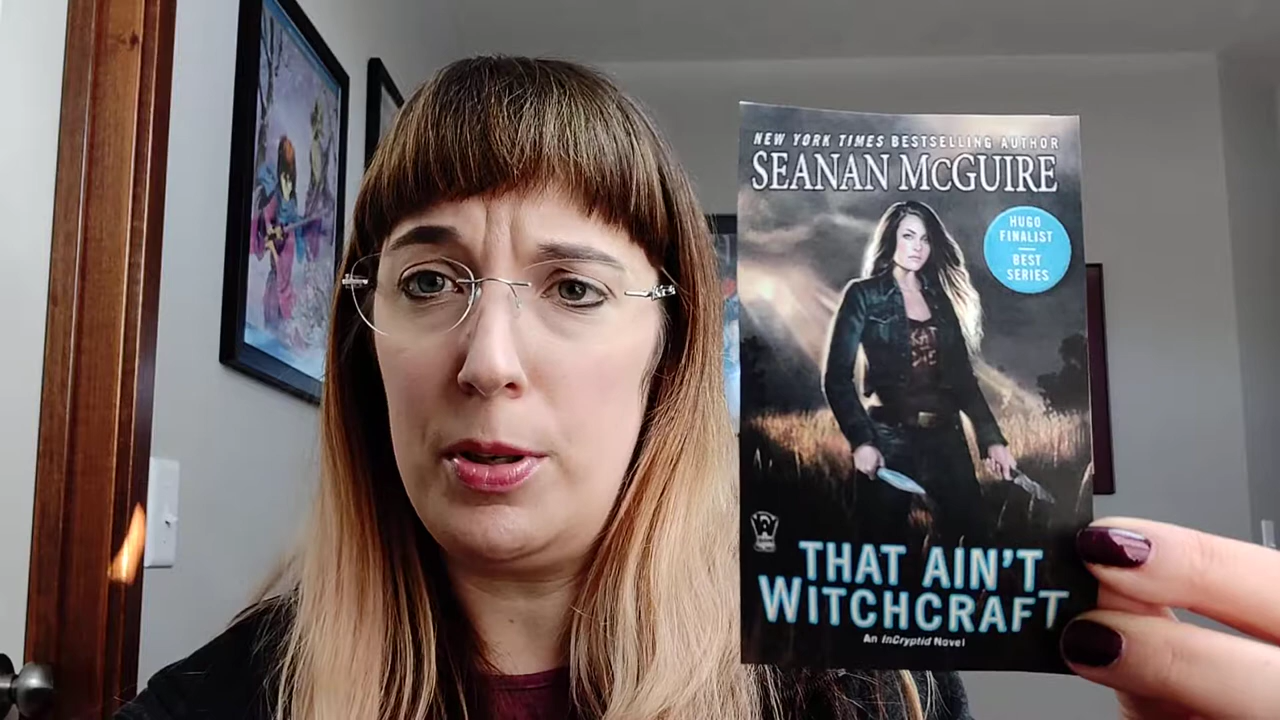 NEW YORK TIMES BESTSELLING AUTHOR
SEANAN McGUIRE
HUGO
FINALIST
BEST
SERIES
THAT AIN'T
WITCHCRAFT
An InCryptid Novel